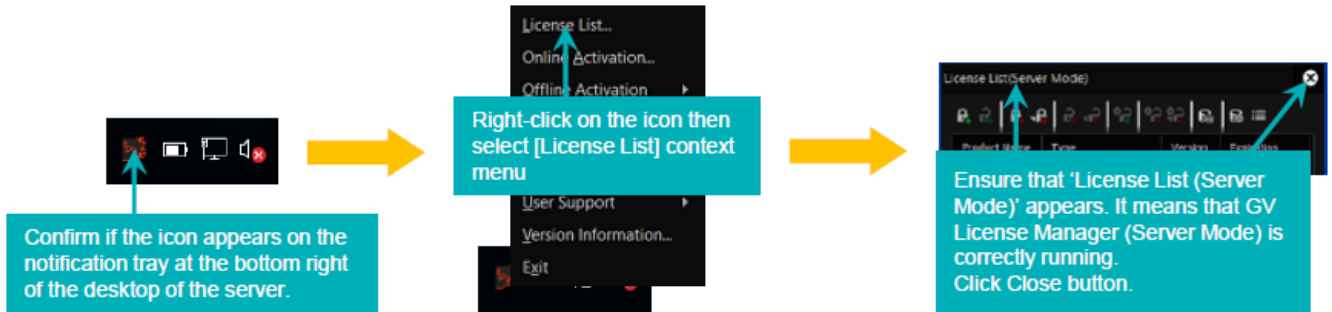 License List...
Online Activation...
Offline Activation
Right-click on the icon then
select [License List] context
menu
User Support
Version Information...
Exit
Confirm if the icon appears on the
notification tray at the bottom right
of the desktop of the server.
License List(Server Mode)
Product Name Type Version Expiration
Ensure that ‘License List (Server
Mode)’ appears. It means that GV
License Manager (Server Mode) is
correctly running.
Click Close button.